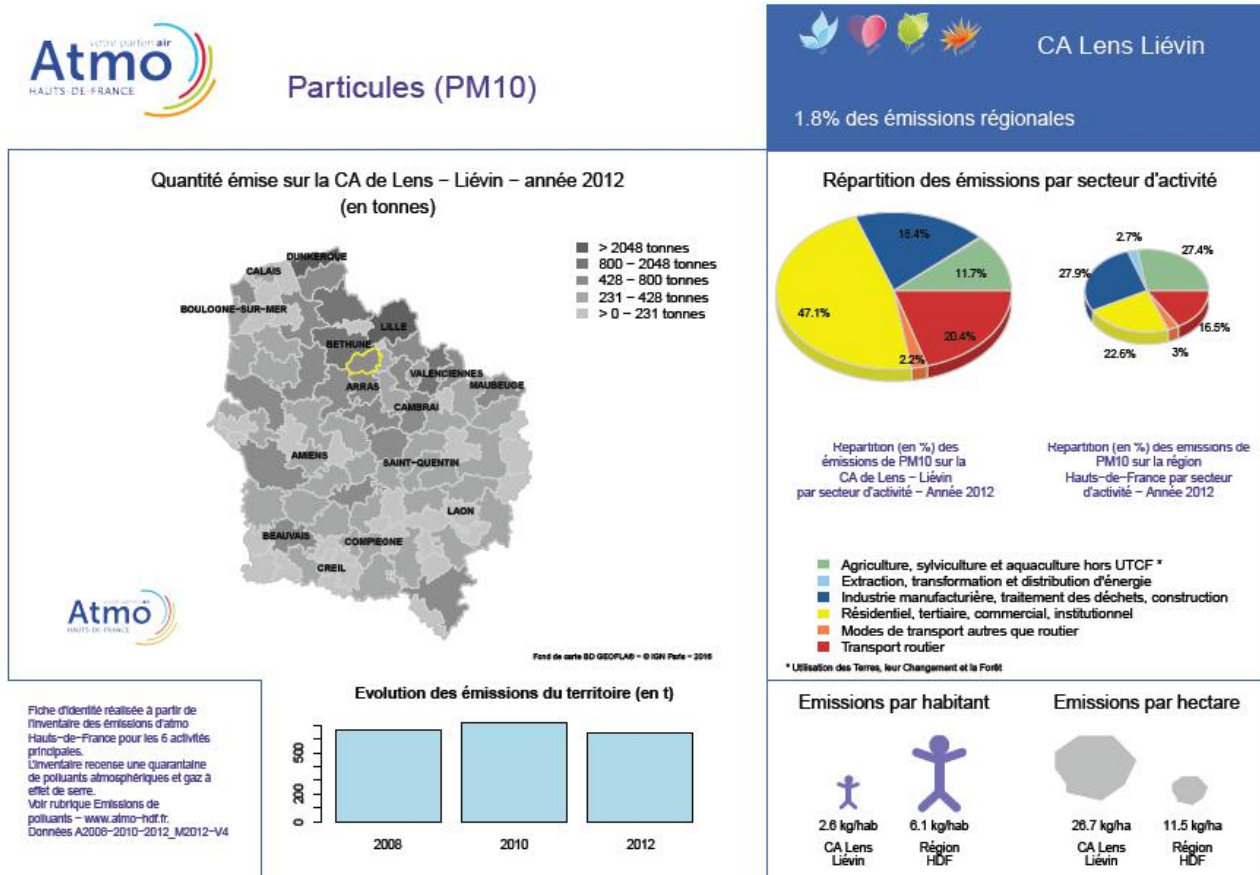 votre parten'air
Atmo
HAUTS-DE-FRANCE
Particules (PM10)
CA Lens Liévin
1.8% des émissions régionales
Quantité émise sur la CA de Lens – Liévin – année 2012
(en tonnes)
> 2048 tonnes
800 – 2048 tonnes
428 – 800 tonnes
231 – 428 tonnes
> 0 – 231 tonnes
DUNKERQUE
CALAIS
BOULOGNE-SUR-MER
LILLE
BETHUNE
VALENCIENNES
ARRAS
MAUBEUGE
CAMBRAI
AMIENS
SAINT-QUENTIN
LAON
BEAUVAIS
COMPIEGNE
CREIL
Atmo
HAUTS-DE-FRANCE
Fond de carte BD GEOFLA® – © IGN Paris – 2016
Répartition des émissions par secteur d'activité
18.4%
11.7%
47.1%
20.4%
2.2%
2.7%
27.4%
27.9%
16.5%
22.6%
3%
Répartition (en %) des
émissions de PM10 sur la
CA de Lens – Liévin
par secteur d'activité – Année 2012
Répartition (en %) des émissions de
PM10 sur la région
Hauts-de-France par secteur
d'activité – Année 2012
Agriculture, sylviculture et aquaculture hors UTCF *
Extraction, transformation et distribution d'énergie
Industrie manufacturière, traitement des déchets, construction
Résidentiel, tertiaire, commercial, institutionnel
Modes de transport autres que routier
Transport routier
* Utilisation des Terres, leur Changement et la Forêt
Fiche d'identité réalisée à partir de
l'inventaire des émissions d'atmo
Hauts-de-France pour les 6 activités
principales.
L'inventaire recense une quarantaine
de polluants atmosphériques et gaz à
effet de serre.
Voir rubrique Emissions de
polluants – www.atmo-hdf.fr.
Données A2008-2010-2012_M2012-V4
Evolution des émissions du territoire (en t)
500
200
0
2008
2010
2012
Emissions par habitant
2.6 kg/hab
6.1 kg/hab
CA Lens
Liévin
Région
HDF
Emissions par hectare
26.7 kg/ha
11.5 kg/ha
CA Lens
Liévin
Région
HDF